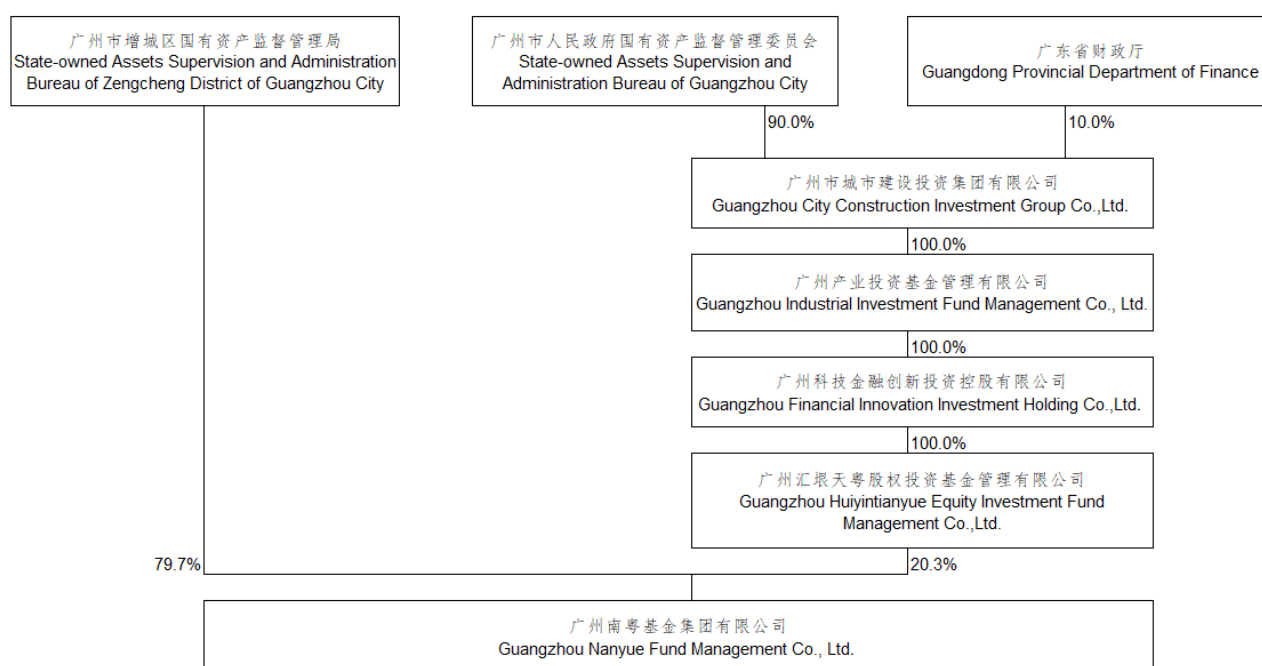 广州市增城区国有资产监督管理局
State-owned Assets Supervision and Administration
Bureau of Zengcheng District of Guangzhou City
广州市人民政府国有资产监督管理委员会
State-owned Assets Supervision and
Administration Bureau of Guangzhou City
广东省财政厅
Guangdong Provincial Department of Finance
90.0%
10.0%
广州市城市建设投资集团有限公司
Guangzhou City Construction Investment Group Co.,Ltd.
100.0%
广州产业投资基金管理有限公司
Guangzhou Industrial Investment Fund Management Co., Ltd.
100.0%
广州科技金融创新投资控股有限公司
Guangzhou Financial Innovation Investment Holding Co.,Ltd.
100.0%
广州汇垠天粤股权投资基金管理有限公司
Guangzhou Huiyintianyue Equity Investment Fund
Management Co.,Ltd.
79.7%
20.3%
广州南粤基金集团有限公司
Guangzhou Nanyue Fund Management Co., Ltd.